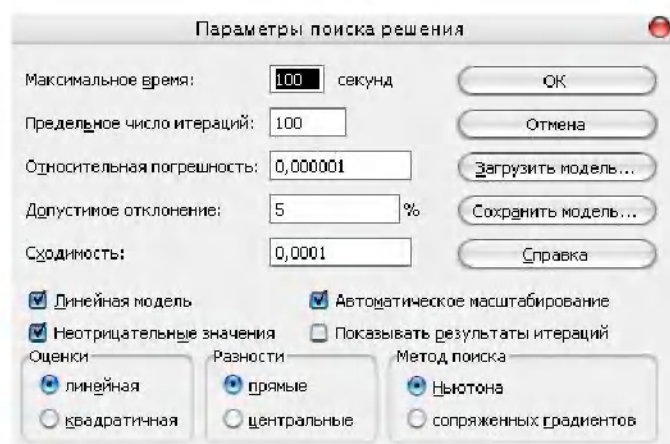 Параметры поиска решения
Максимальное время: 100 секунд ОК
Предельное число итераций: 100 Отмена
Относительная погрешность: 0,000001 Загрузить модель...
Допустимое отклонение: 5 % Сохранить модель...
Сходимость: 0,0001 Справка
Линейная модель Автоматическое масштабирование
Неотрицательные значения Показывать результаты итераций
Оценки Разности Метод поиска
линейная прямые Ньютона
квадратичная центральные сопряженных градиентов